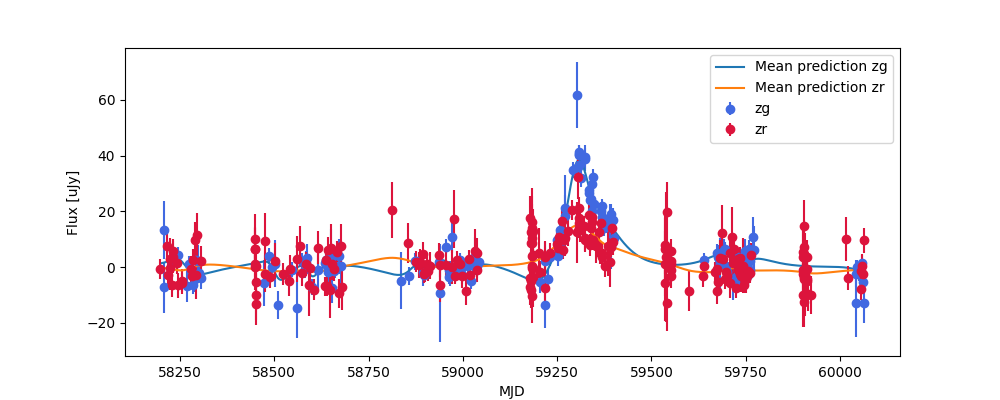 Flux [uJy]
60
40
20
0
−20
58250 58500 58750 59000 59250 59500 59750 60000
MJD
Mean prediction zg
Mean prediction zr
zg
zr